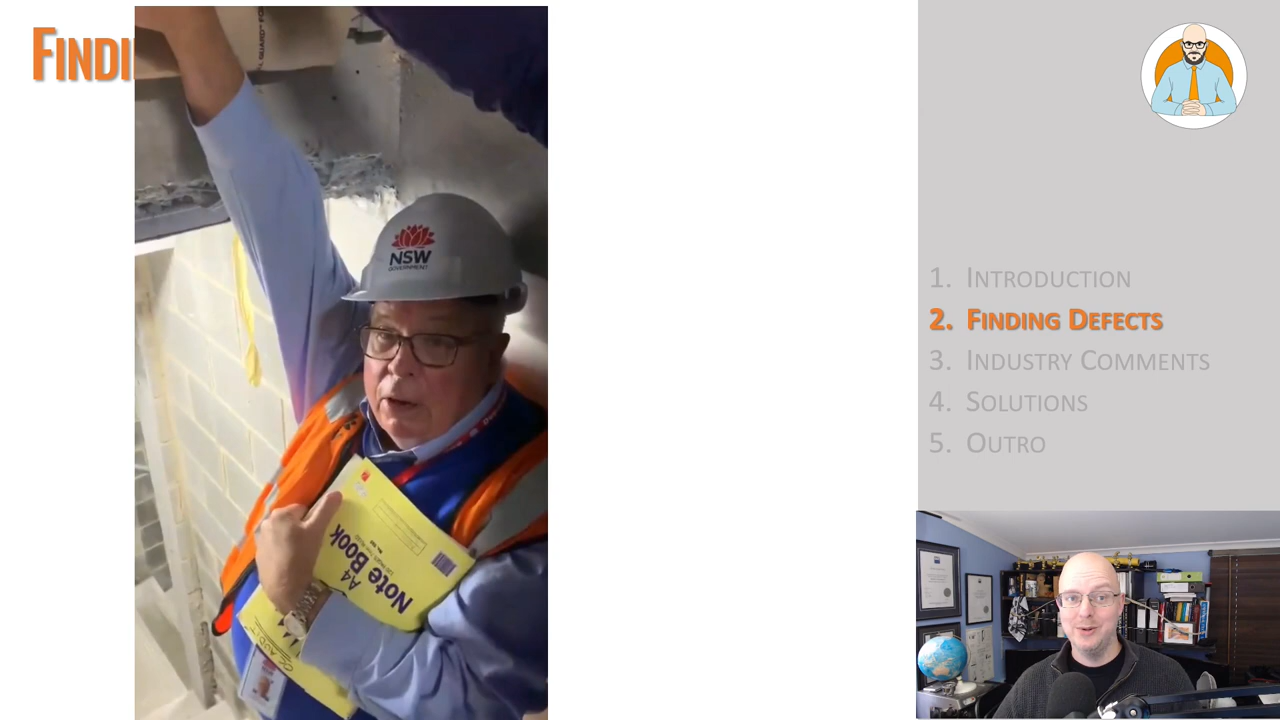 FINDI
NSW
GOVERNMENT
A4
NOTE BOOK
1. INTRODUCTION
2. FINDING DEFECTS
3. INDUSTRY COMMENTS
4. SOLUTIONS
5. OUTRO